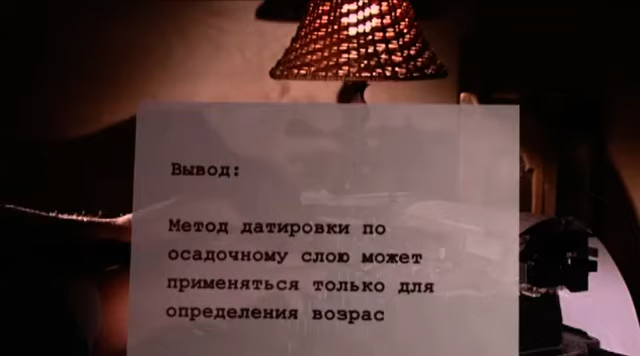 Вывод:
Метод датировки по
осадочному слою может
применяться только для
определения возрас